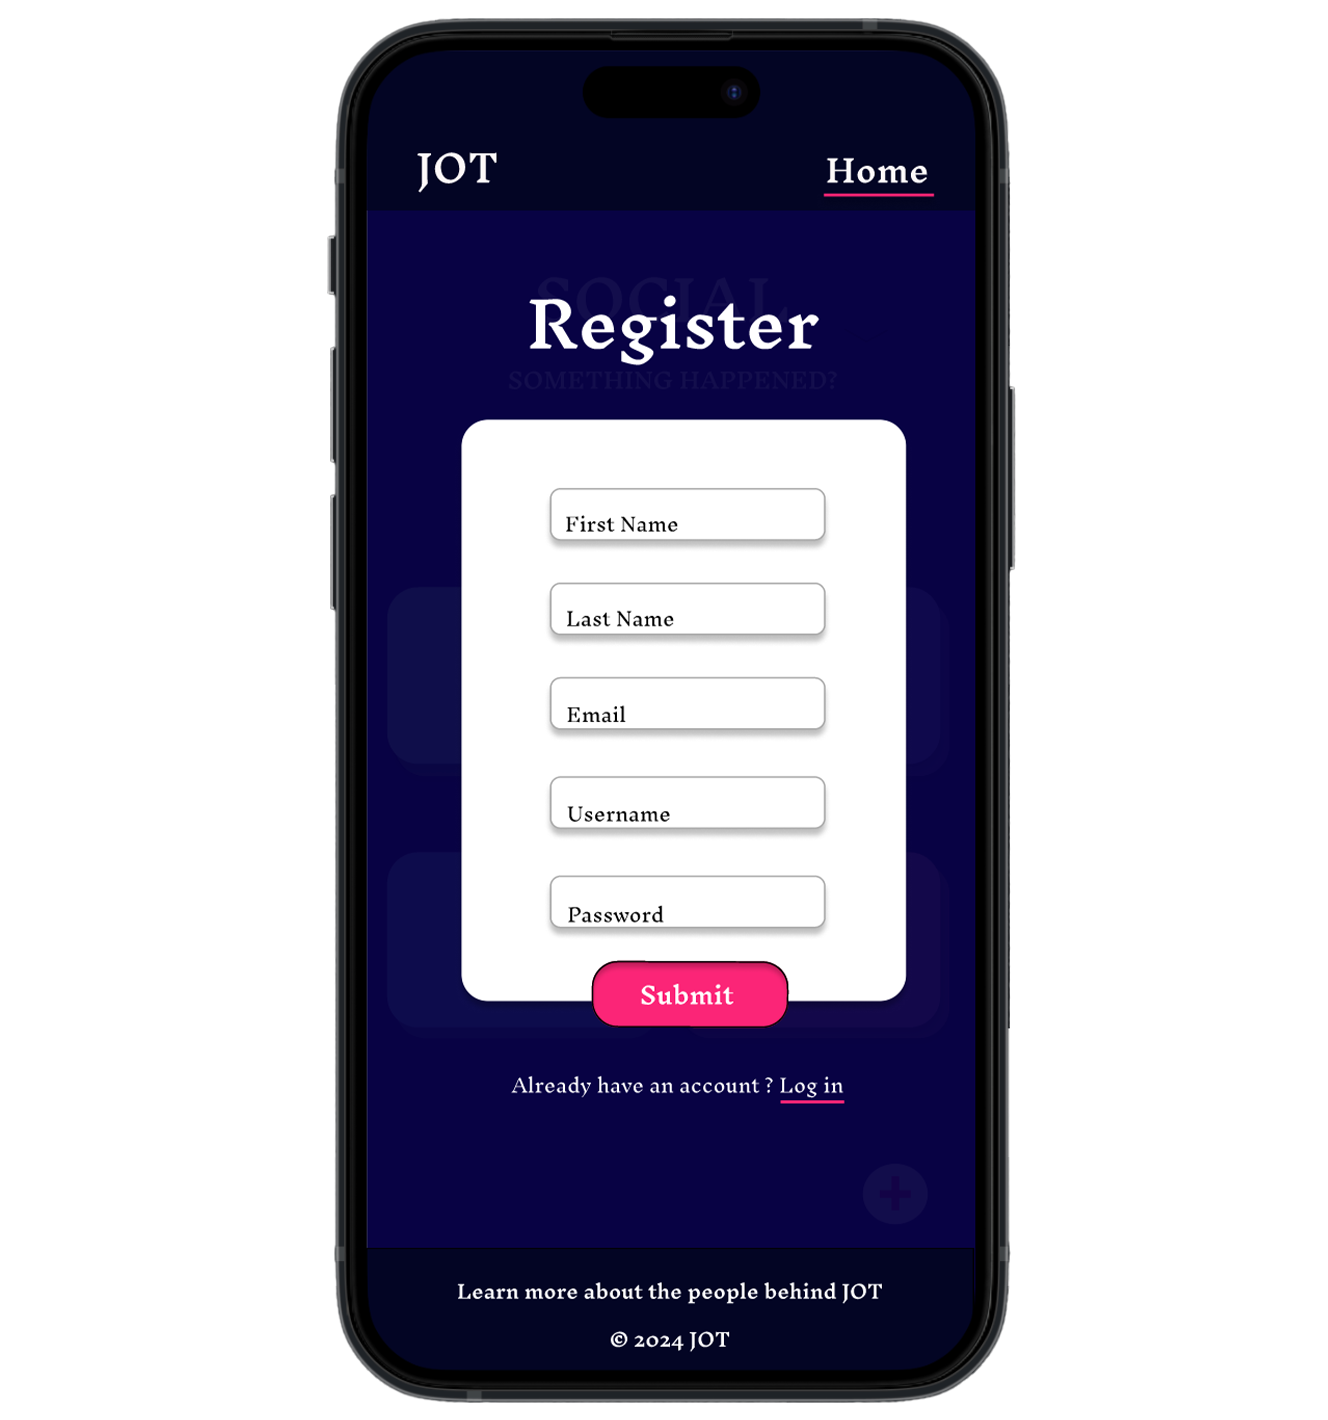 JOT
Home
SOCIAL
Register
SOMETHING HAPPENED?
First Name
Last Name
Email
Username
Password
Submit
Already have an account ? Log in
Learn more about the people behind JOT
© 2024 JOT